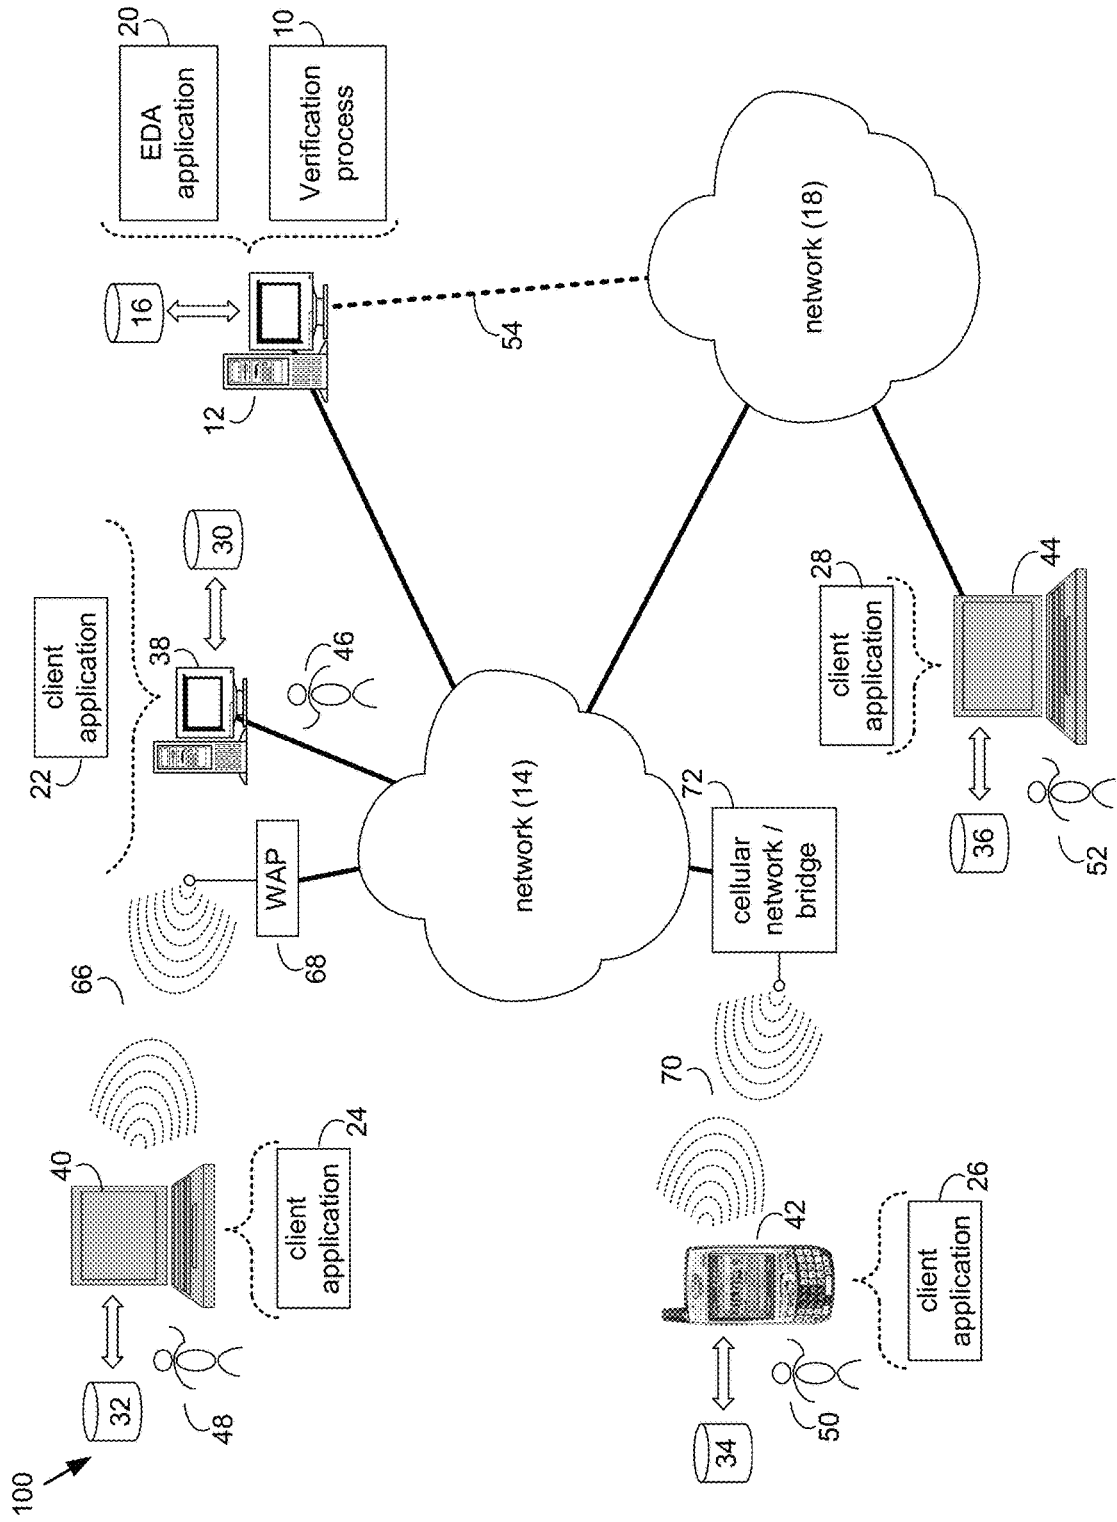 100
32
48
40
client
application
24
66
WAP
68
client
application
22
38
30
46
16
12
EDA
application
20
Verification
process
10
54
network (14)
network (18)
34
50
42
client
application
26
70
cellular
network /
bridge
72
client
application
28
44
36
52